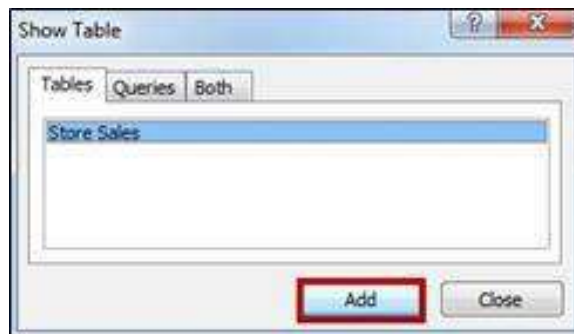 Show Table
Tables Queries Both
Store Sales
Add Close